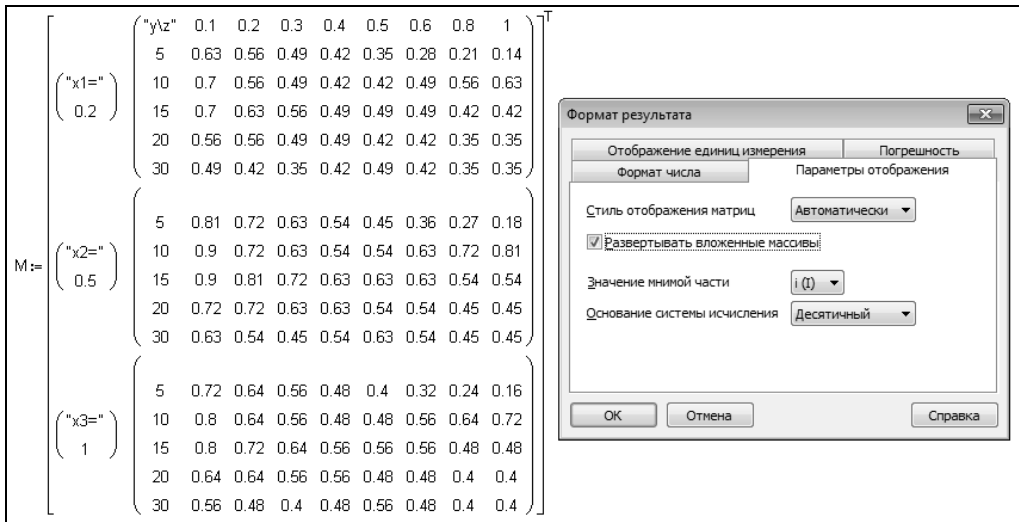 M:=
T
"x1="
0.2
"y\z" 0.1 0.2 0.3 0.4 0.5 0.6 0.8 1
5 0.63 0.56 0.49 0.42 0.35 0.28 0.21 0.14
10 0.7 0.56 0.49 0.42 0.42 0.49 0.56 0.63
15 0.7 0.63 0.56 0.49 0.49 0.49 0.42 0.42
20 0.56 0.56 0.49 0.49 0.42 0.42 0.35 0.35
30 0.49 0.42 0.35 0.42 0.49 0.42 0.35 0.35
"x2="
0.5
5 0.81 0.72 0.63 0.54 0.45 0.36 0.27 0.18
10 0.9 0.72 0.63 0.54 0.54 0.63 0.72 0.81
15 0.9 0.81 0.72 0.63 0.63 0.63 0.54 0.54
20 0.72 0.72 0.63 0.63 0.54 0.54 0.45 0.45
30 0.63 0.54 0.45 0.54 0.63 0.54 0.45 0.45
"x3="
1
5 0.72 0.64 0.56 0.48 0.4 0.32 0.24 0.16
10 0.8 0.64 0.56 0.48 0.48 0.56 0.64 0.72
15 0.8 0.72 0.64 0.56 0.56 0.56 0.48 0.48
20 0.64 0.64 0.56 0.56 0.48 0.48 0.4 0.4
30 0.56 0.48 0.4 0.48 0.56 0.48 0.4 0.4
Формат результата
Отображение единиц измерения Погрешность
Формат числа Параметры отображения
Стиль отображения матриц Автоматически
Развертывать вложенные массивы
Значение мнимой части i (I)
Основание системы исчисления Десятичный
OK Отмена Справка